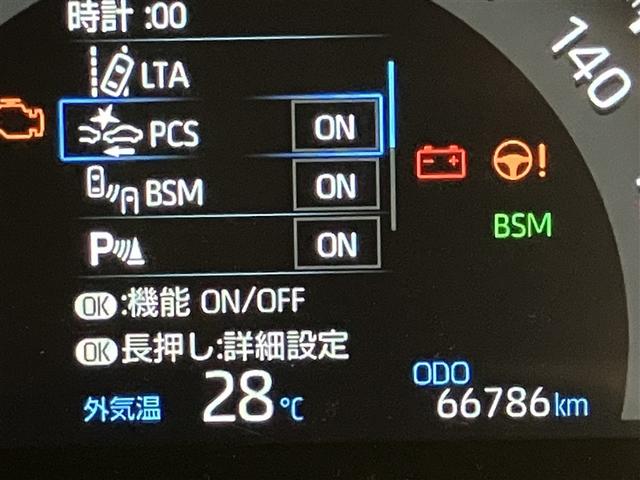 時計 :00
LTA
PCS ON
BSM ON
P ON
140
BSM
OK:機能 ON/OFF
OK長押し:詳細設定
外気温 28℃
ODO
66786km